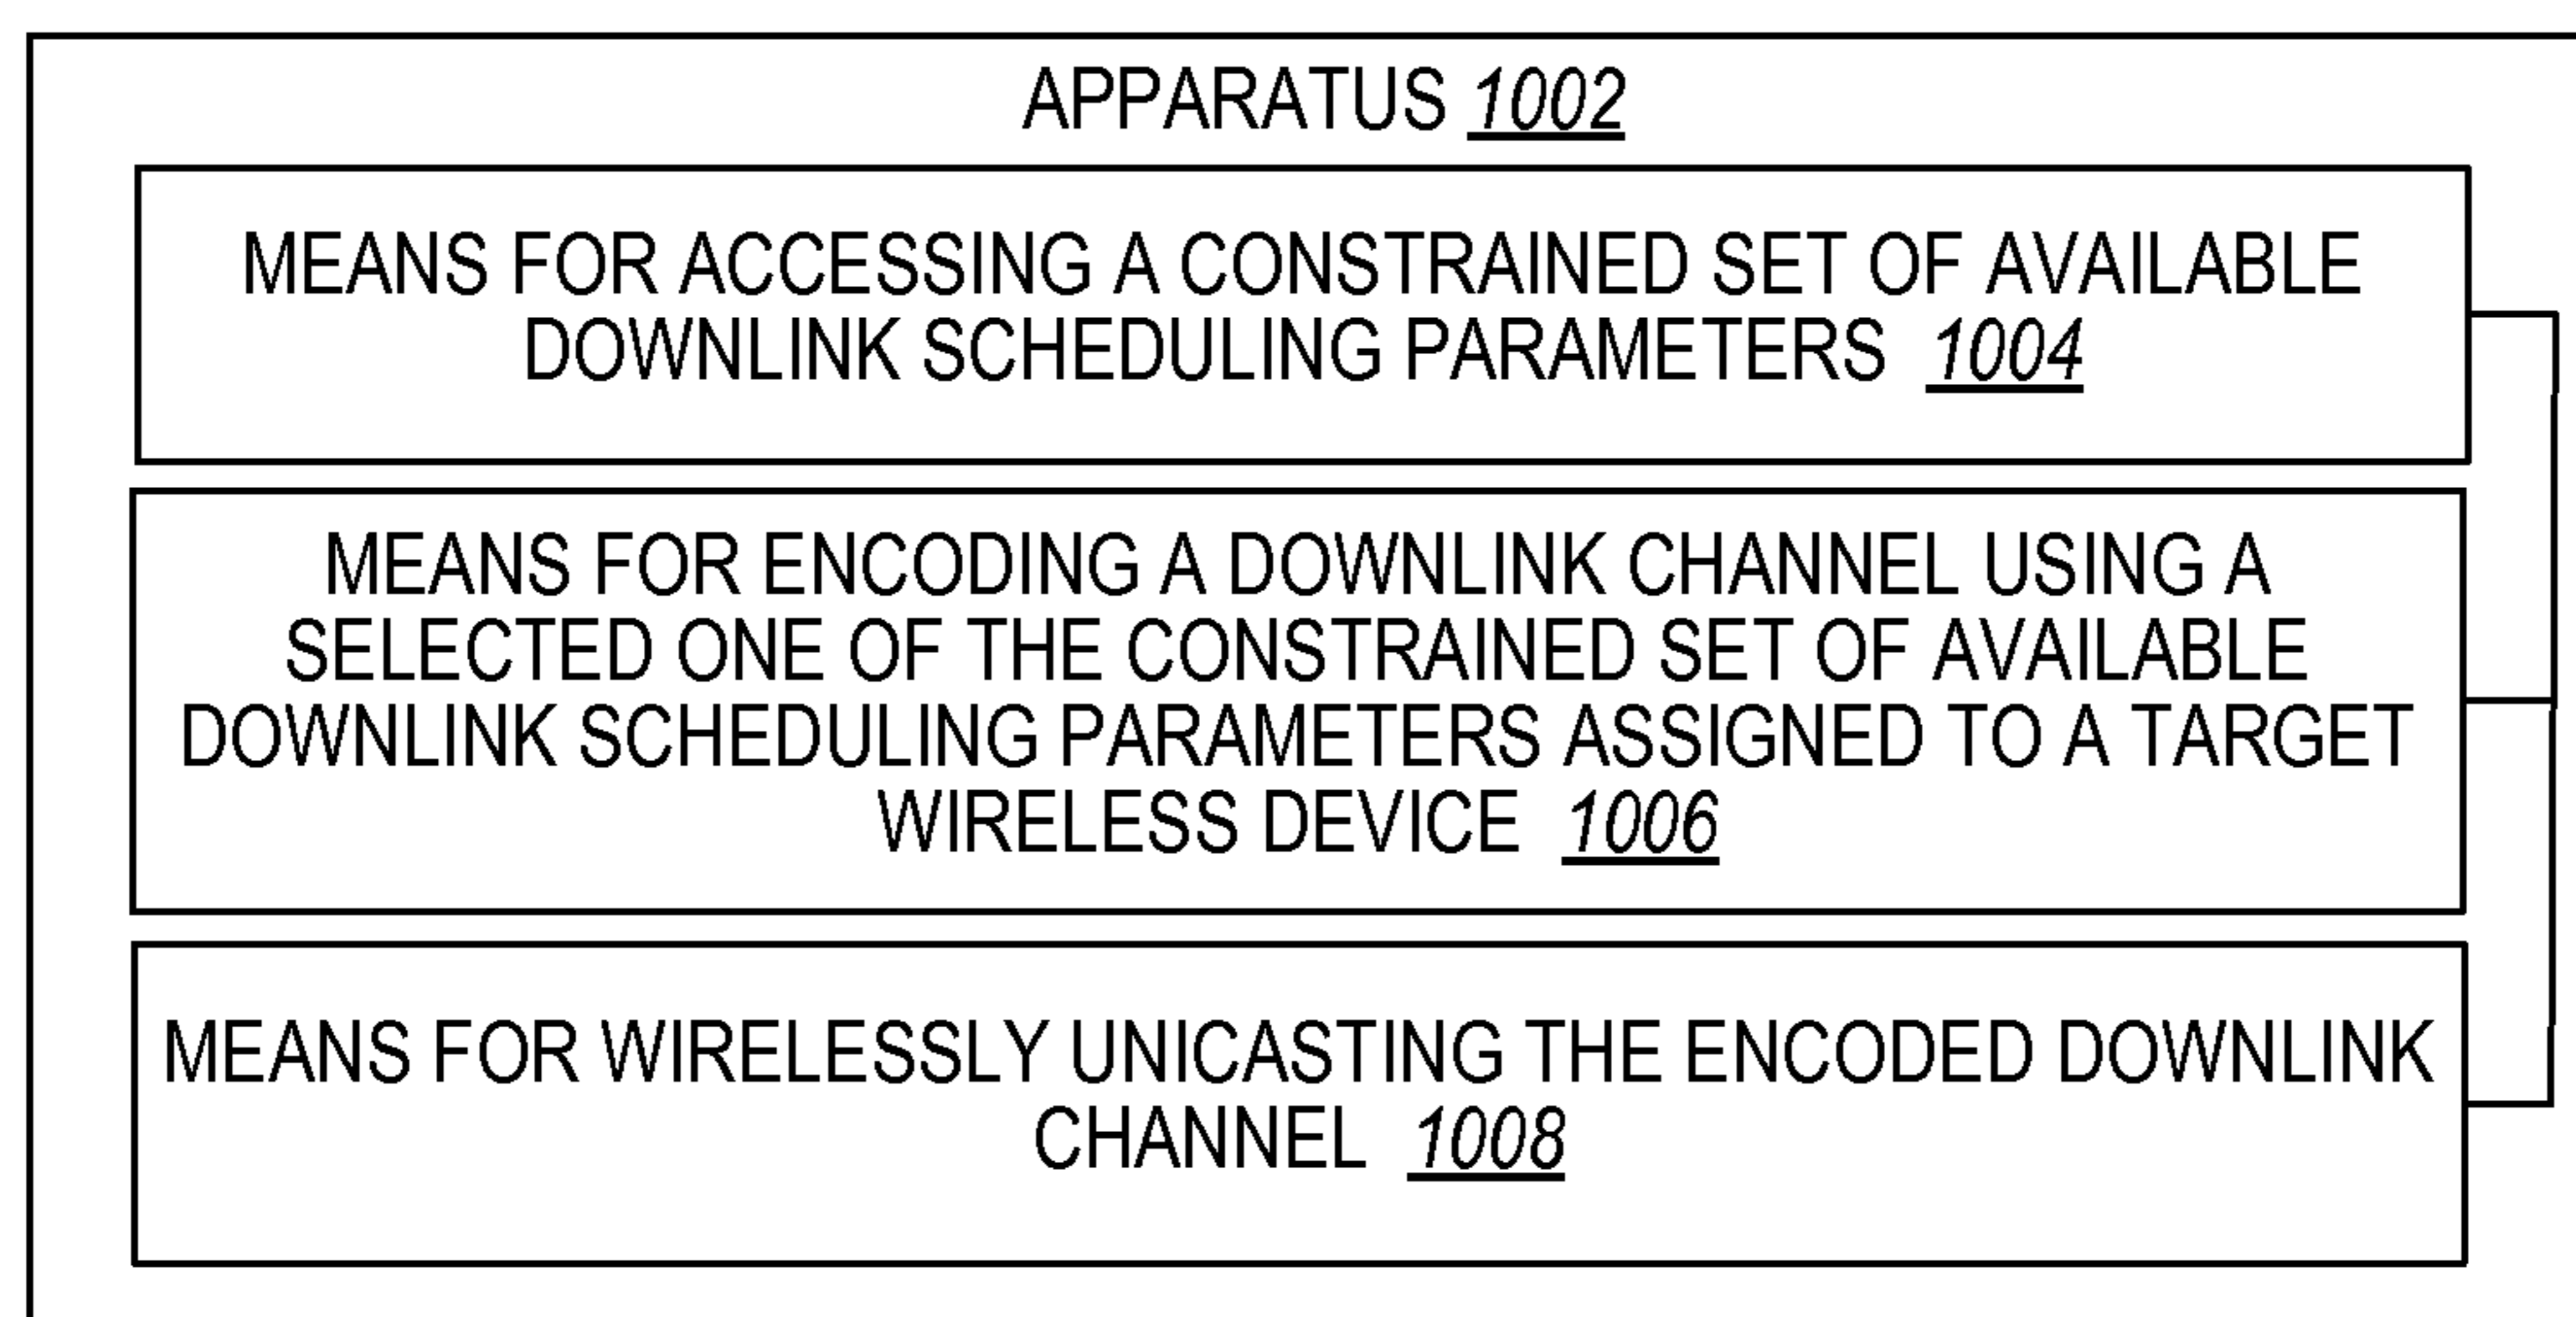 APPARATUS 1002
MEANS FOR ACCESSING A CONSTRAINED SET OF AVAILABLE
DOWNLINK SCHEDULING PARAMETERS 1004
MEANS FOR ENCODING A DOWNLINK CHANNEL USING A
SELECTED ONE OF THE CONSTRAINED SET OF AVAILABLE
DOWNLINK SCHEDULING PARAMETERS ASSIGNED TO A TARGET
WIRELESS DEVICE 1006
MEANS FOR WIRELESSLY UNICASTING THE ENCODED DOWNLINK
CHANNEL 1008